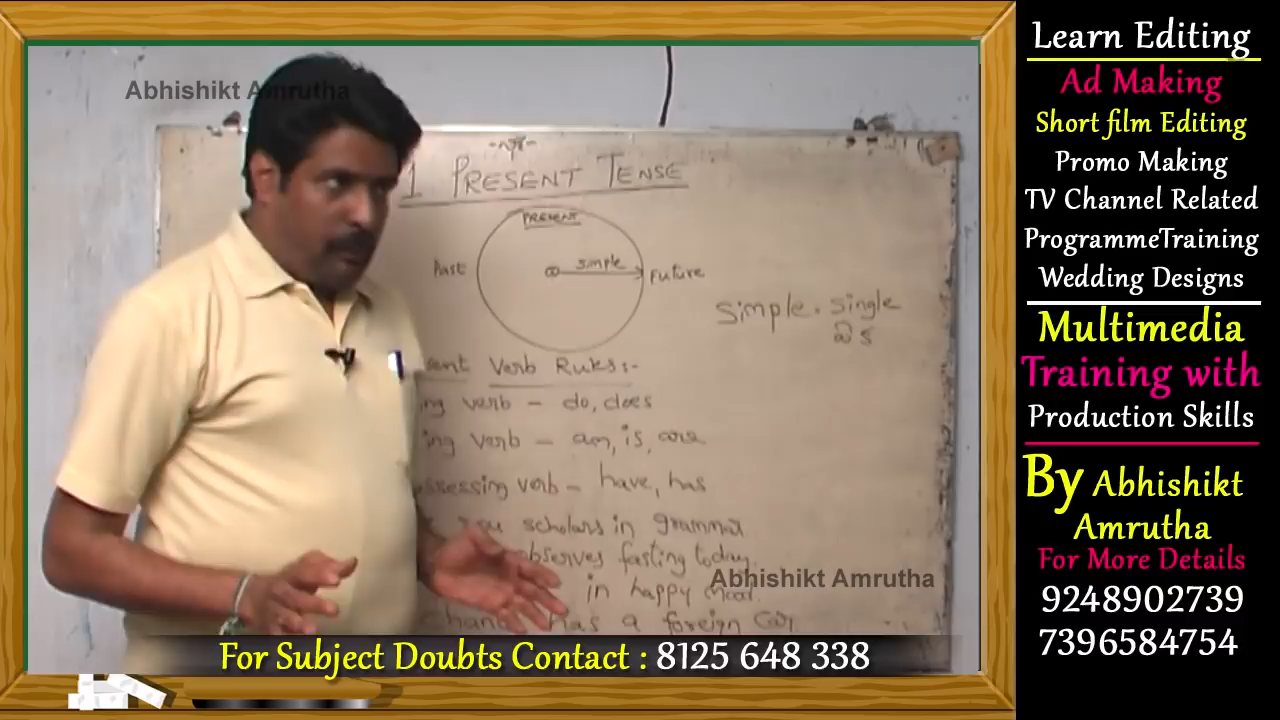 Abhishikt Amrutha
1 PRESENT TENSE
PRESENT
Past
simple
Future
simple. single
Verb Rules:-
verb - do, does
verb - am, is, are
verb - have, has
scholars in grammar
observes fasting today
in happy mood.
has a foreign car
Abhishikt Amrutha
For Subject Doubts Contact : 8125 648 338
Learn Editing
Ad Making
Short film Editing
Promo Making
TV Channel Related
ProgrammeTraining
Wedding Designs
Multimedia
Training with
Production Skills
By Abhishikt
Amrutha
For More Details
9248902739
7396584754